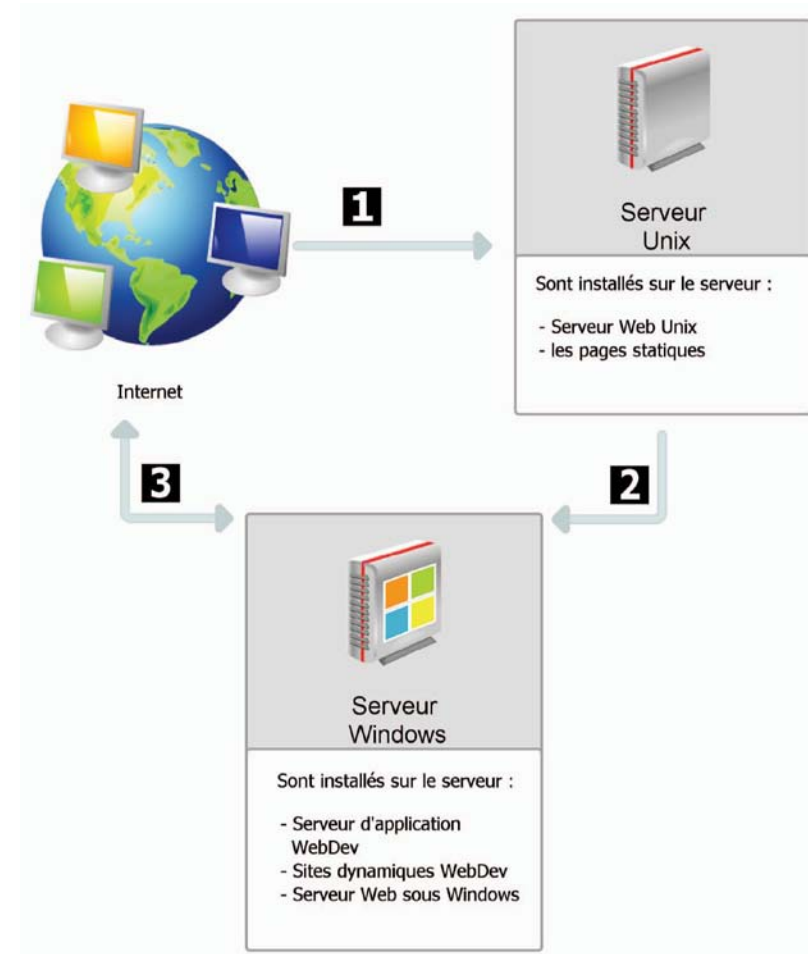 1
Serveur
Unix
Sont installés sur le serveur :
- Serveur Web Unix
- les pages statiques
Internet
3
2
Serveur
Windows
Sont installés sur le serveur :
- Serveur d'application
WebDev
- Sites dynamiques WebDev
- Serveur Web sous Windows